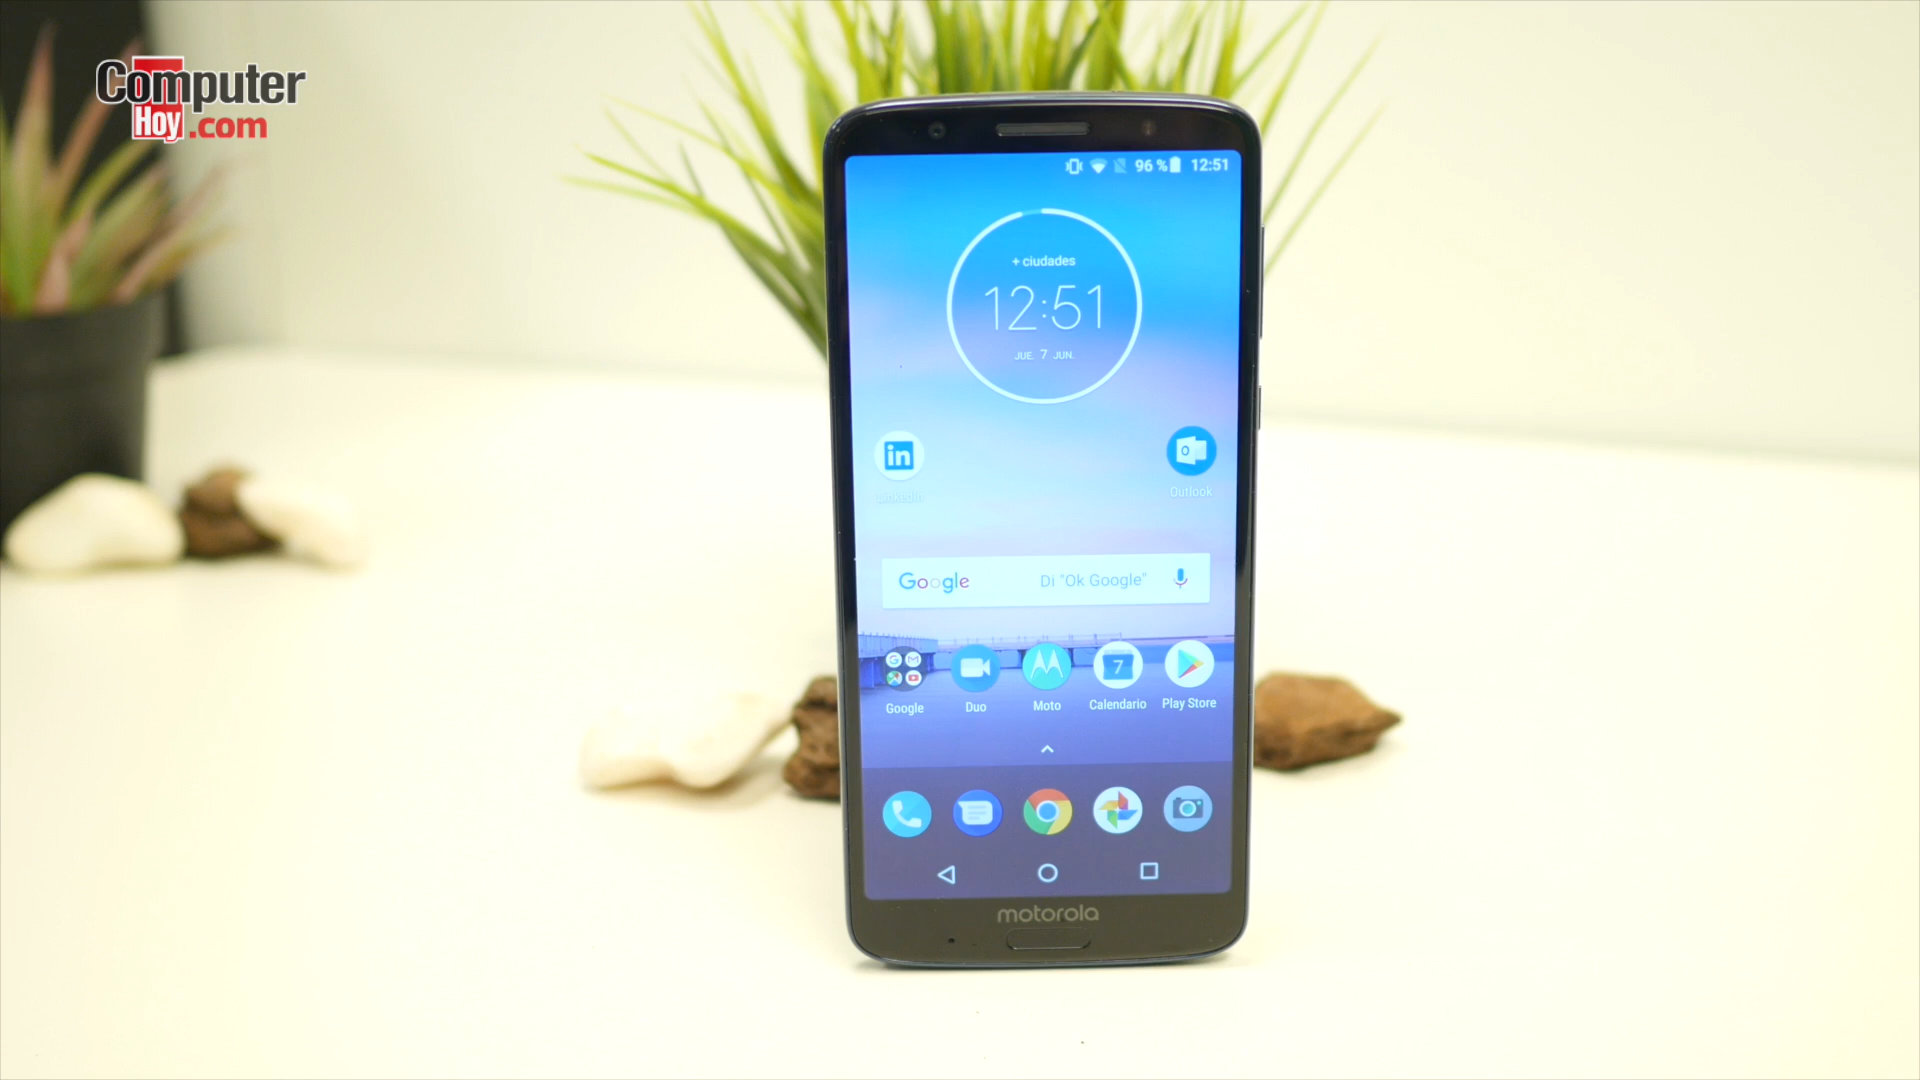 Computer
Hoy.com
96 % 12:51
+ ciudades
12:51
JUE. 7 JUN.
LinkedIn
Outlook
Google Di "Ok Google"
Google Duo Moto Calendario Play Store
motorola